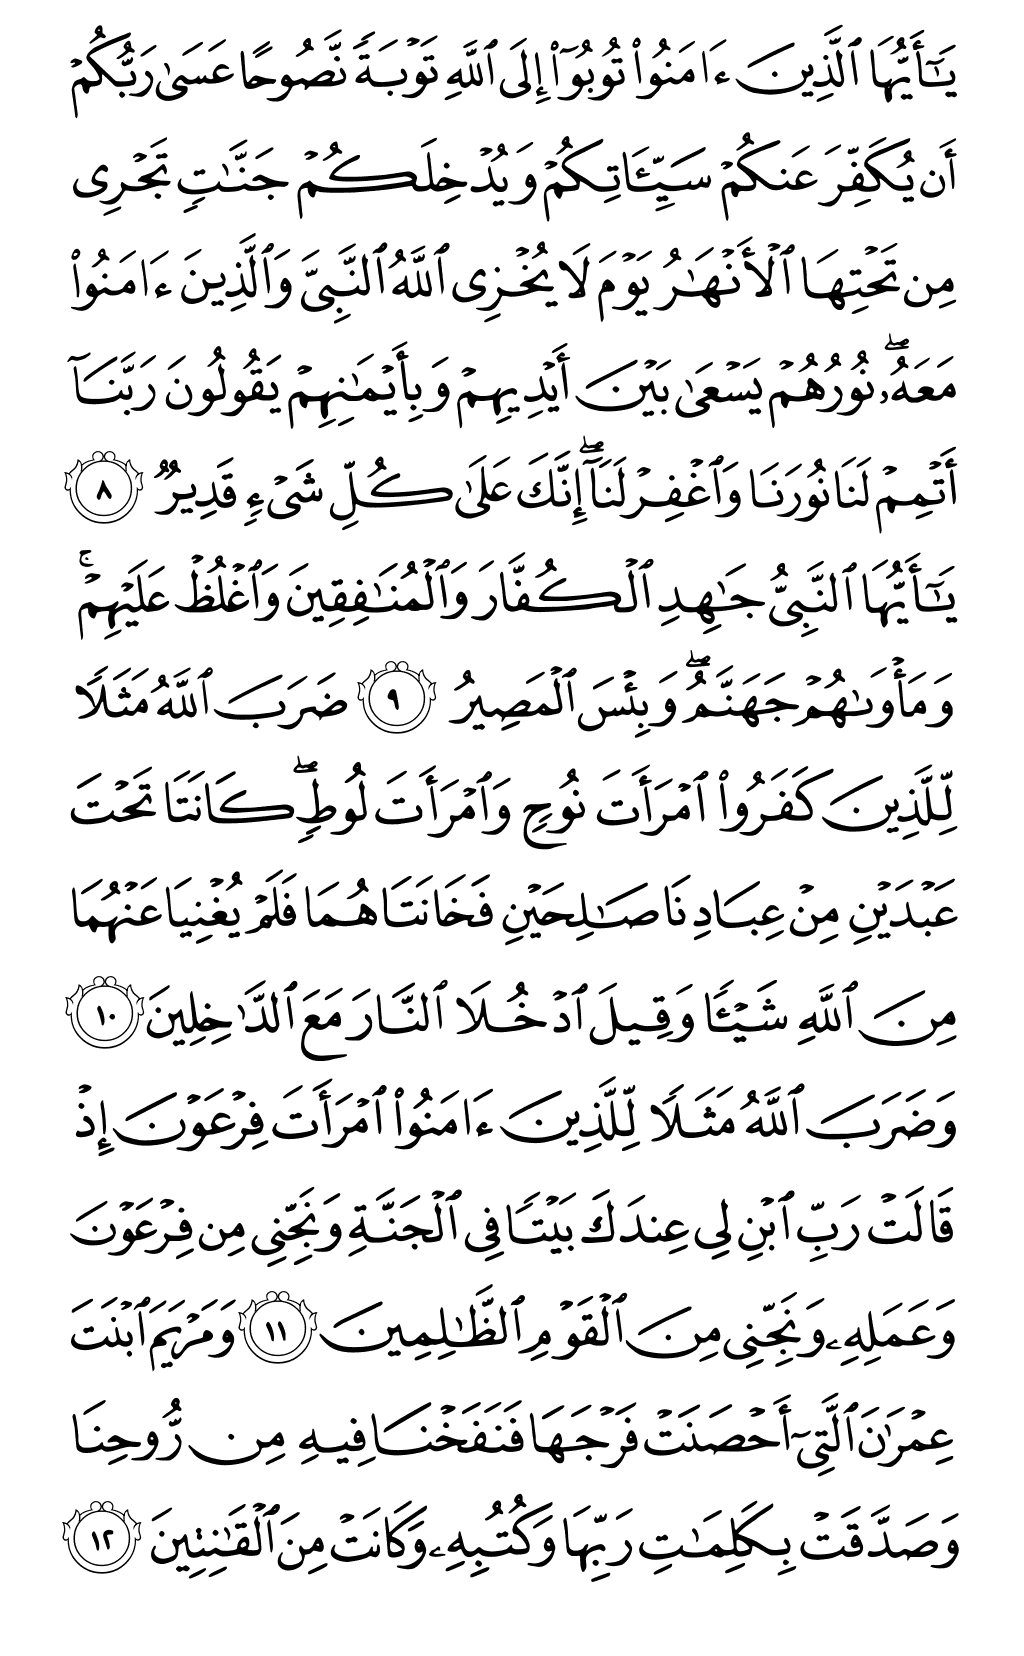 يَـٰٓأَيُّهَا ٱلَّذِينَ ءَامَنُوا۟ تُوبُوٓا۟ إِلَى ٱللَّهِ تَوْبَةً نَّصُوحًا عَسَىٰ رَبُّكُمْ
أَن يُكَفِّرَ عَنكُمْ سَيِّـَٔاتِكُمْ وَيُدْخِلَكُمْ جَنَّـٰتٍ تَجْرِى
مِن تَحْتِهَا ٱلْأَنْهَـٰرُ يَوْمَ لَا يُخْزِى ٱللَّهُ ٱلنَّبِىَّ وَٱلَّذِينَ ءَامَنُوا۟
مَعَهُۥ ۖ نُورُهُمْ يَسْعَىٰ بَيْنَ أَيْدِيهِمْ وَبِأَيْمَـٰنِهِمْ يَقُولُونَ رَبَّنَآ
أَتْمِمْ لَنَا نُورَنَا وَٱغْفِرْ لَنَآ ۖ إِنَّكَ عَلَىٰ كُلِّ شَىْءٍ قَدِيرٌ ٨
يَـٰٓأَيُّهَا ٱلنَّبِىُّ جَـٰهِدِ ٱلْكُفَّارَ وَٱلْمُنَـٰفِقِينَ وَٱغْلُظْ عَلَيْهِمْ ۚ
وَمَأْوَىٰهُمْ جَهَنَّمُ ۖ وَبِئْسَ ٱلْمَصِيرُ ٩ ضَرَبَ ٱللَّهُ مَثَلًا
لِّلَّذِينَ كَفَرُوا۟ ٱمْرَأَتَ نُوحٍ وَٱمْرَأَتَ لُوطٍ ۖ كَانَتَا تَحْتَ
عَبْدَيْنِ مِنْ عِبَادِنَا صَـٰلِحَيْنِ فَخَانَتَاهُمَا فَلَمْ يُغْنِيَا عَنْهُمَا
مِنَ ٱللَّهِ شَيْـًٔا وَقِيلَ ٱدْخُلَا ٱلنَّارَ مَعَ ٱلدَّٰخِلِينَ ١٠
وَضَرَبَ ٱللَّهُ مَثَلًا لِّلَّذِينَ ءَامَنُوا۟ ٱمْرَأَتَ فِرْعَوْنَ إِذْ
قَالَتْ رَبِّ ٱبْنِ لِى عِندَكَ بَيْتًا فِى ٱلْجَنَّةِ وَنَجِّنِى مِن فِرْعَوْنَ
وَعَمَلِهِۦ وَنَجِّنِى مِنَ ٱلْقَوْمِ ٱلظَّـٰلِمِينَ ١١ وَمَرْيَمَ ٱبْنَتَ
عِمْرَٰنَ ٱلَّتِىٓ أَحْصَنَتْ فَرْجَهَا فَنَفَخْنَا فِيهِ مِن رُّوحِنَا
وَصَدَّقَتْ بِكَلِمَـٰتِ رَبِّهَا وَكُتُبِهِۦ وَكَانَتْ مِنَ ٱلْقَـٰنِتِينَ ١٢